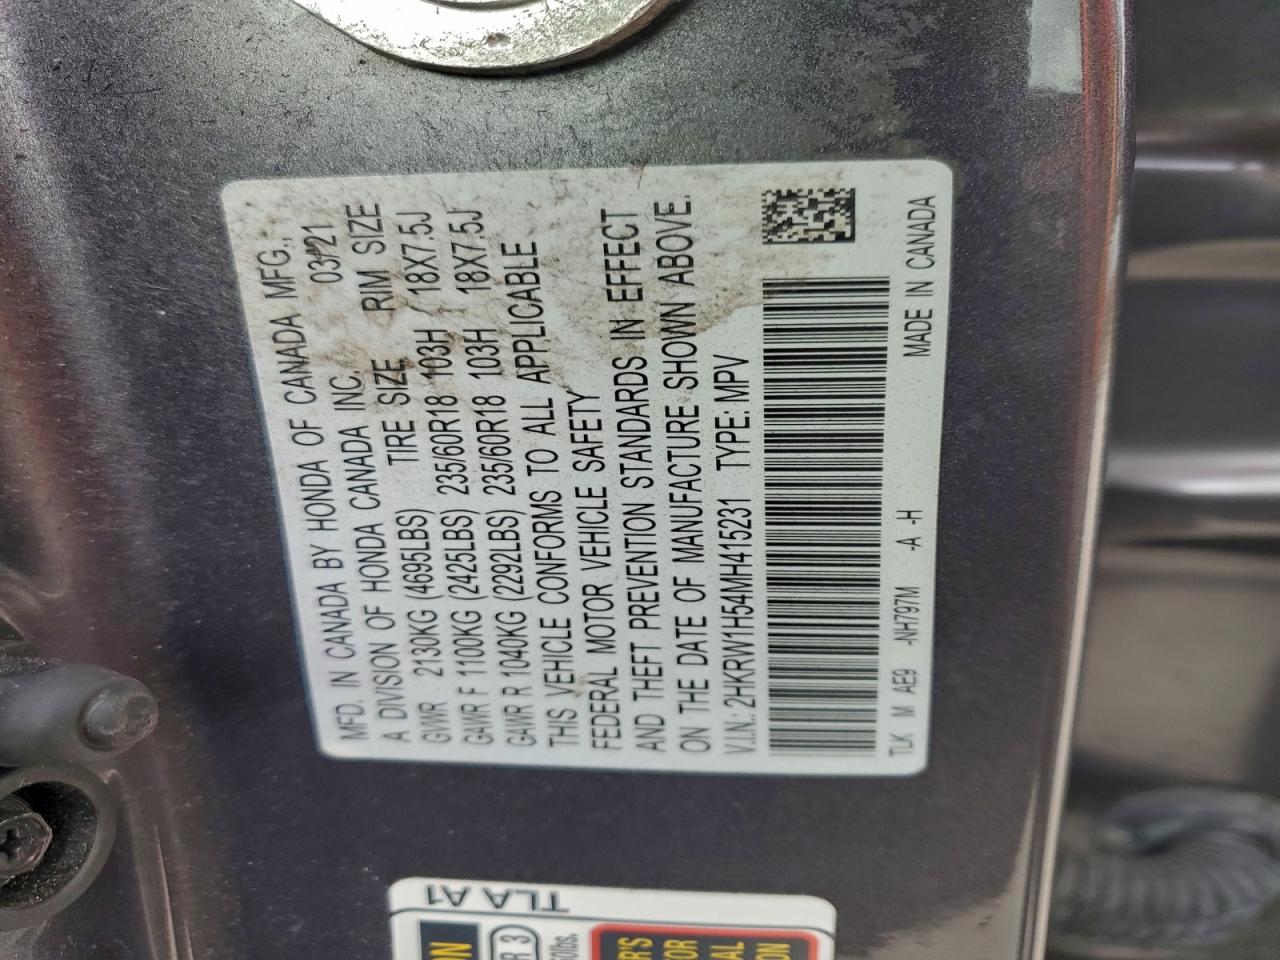 MFD. IN CANADA BY HONDA OF CANADA MFG.,
A DIVISION OF HONDA CANADA INC. 03/21
GVWR 2130KG (4695LBS) TIRE SIZE RIM SIZE
GAWR F 1100KG (2425LBS) 235/60R18 103H / 18X7.5J
GAWR R 1040KG (2292LBS) 235/60R18 103H 18X7.5J
THIS VEHICLE CONFORMS TO ALL APPLICABLE
FEDERAL MOTOR VEHICLE SAFETY
AND THEFT PREVENTION STANDARDS IN EFFECT
ON THE DATE OF MANUFACTURE SHOWN ABOVE.
V.I.N.: 2HKRW1H54MH415231 TYPE: MPV
TLK M AE9 -NH797M -A -H MADE IN CANADA
TLA A1